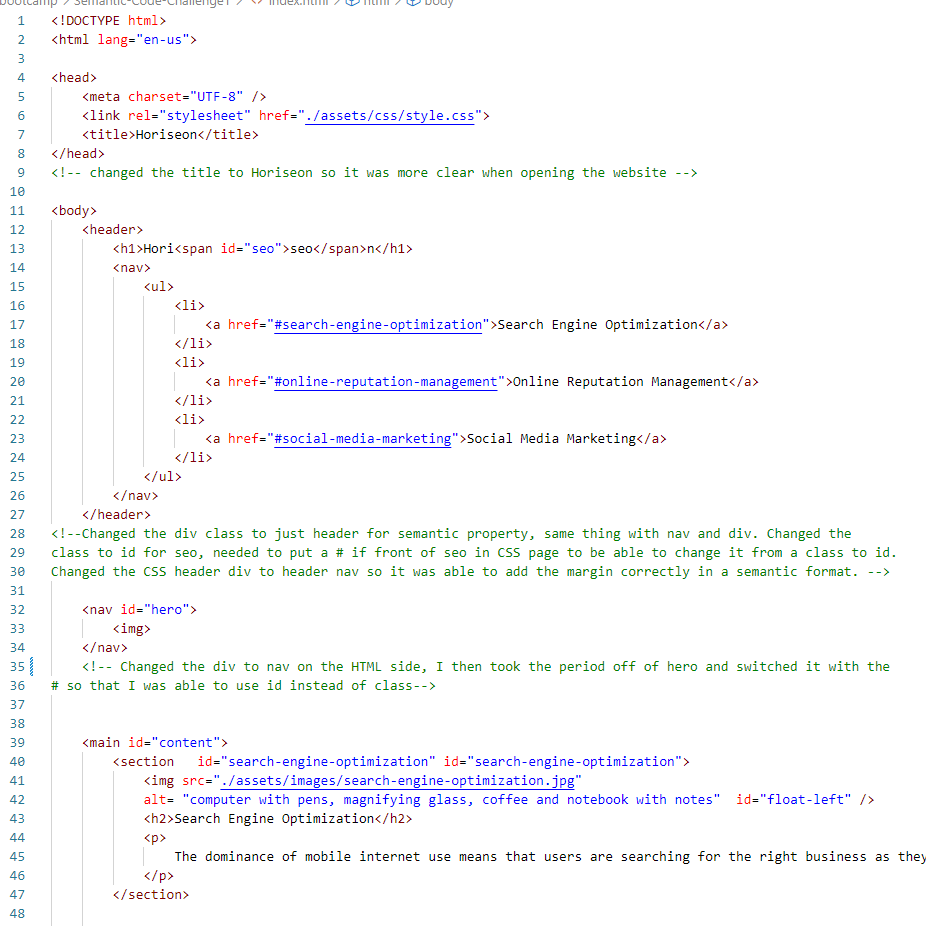 bootcamp > Semantic-Code-Challenge1 > <> index.html > html > body
1 <!DOCTYPE html>
2 <html lang="en-us">
3
4 <head>
5 <meta charset="UTF-8" />
6 <link rel="stylesheet" href="./assets/css/style.css">
7 <title>Horiseon</title>
8 </head>
9 <!-- changed the title to Horiseon so it was more clear when opening the website -->
10
11 <body>
12 <header>
13 <h1>Hori<span id="seo">seo</span>n</h1>
14 <nav>
15 <ul>
16 <li>
17 <a href="#search-engine-optimization">Search Engine Optimization</a>
18 </li>
19 <li>
20 <a href="#online-reputation-management">Online Reputation Management</a>
21 </li>
22 <li>
23 <a href="#social-media-marketing">Social Media Marketing</a>
24 </li>
25 </ul>
26 </nav>
27 </header>
28 <!--Changed the div class to just header for semantic property, same thing with nav and div. Changed the
29 class to id for seo, needed to put a # if front of seo in CSS page to be able to change it from a class to id.
30 Changed the CSS header div to header nav so it was able to add the margin correctly in a semantic format. -->
31
32 <nav id="hero">
33 <img>
34 </nav>
35 <!-- Changed the div to nav on the HTML side, I then took the period off of hero and switched it with the
36 # so that I was able to use id instead of class-->
37
38
39 <main id="content">
40 <section   id="search-engine-optimization" id="search-engine-optimization">
41 <img src="./assets/images/search-engine-optimization.jpg"
42 alt= "computer with pens, magnifying glass, coffee and notebook with notes"  id="float-left" />
43 <h2>Search Engine Optimization</h2>
44 <p>
45 The dominance of mobile internet use means that users are searching for the right business as they
46 </p>
47 </section>
48